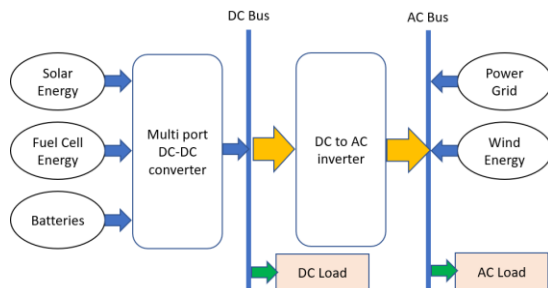 DC Bus
AC Bus
Solar
Energy
Fuel Cell
Energy
Batteries
Multi port
DC-DC
converter
DC to AC
inverter
Power
Grid
Wind
Energy
DC Load
AC Load